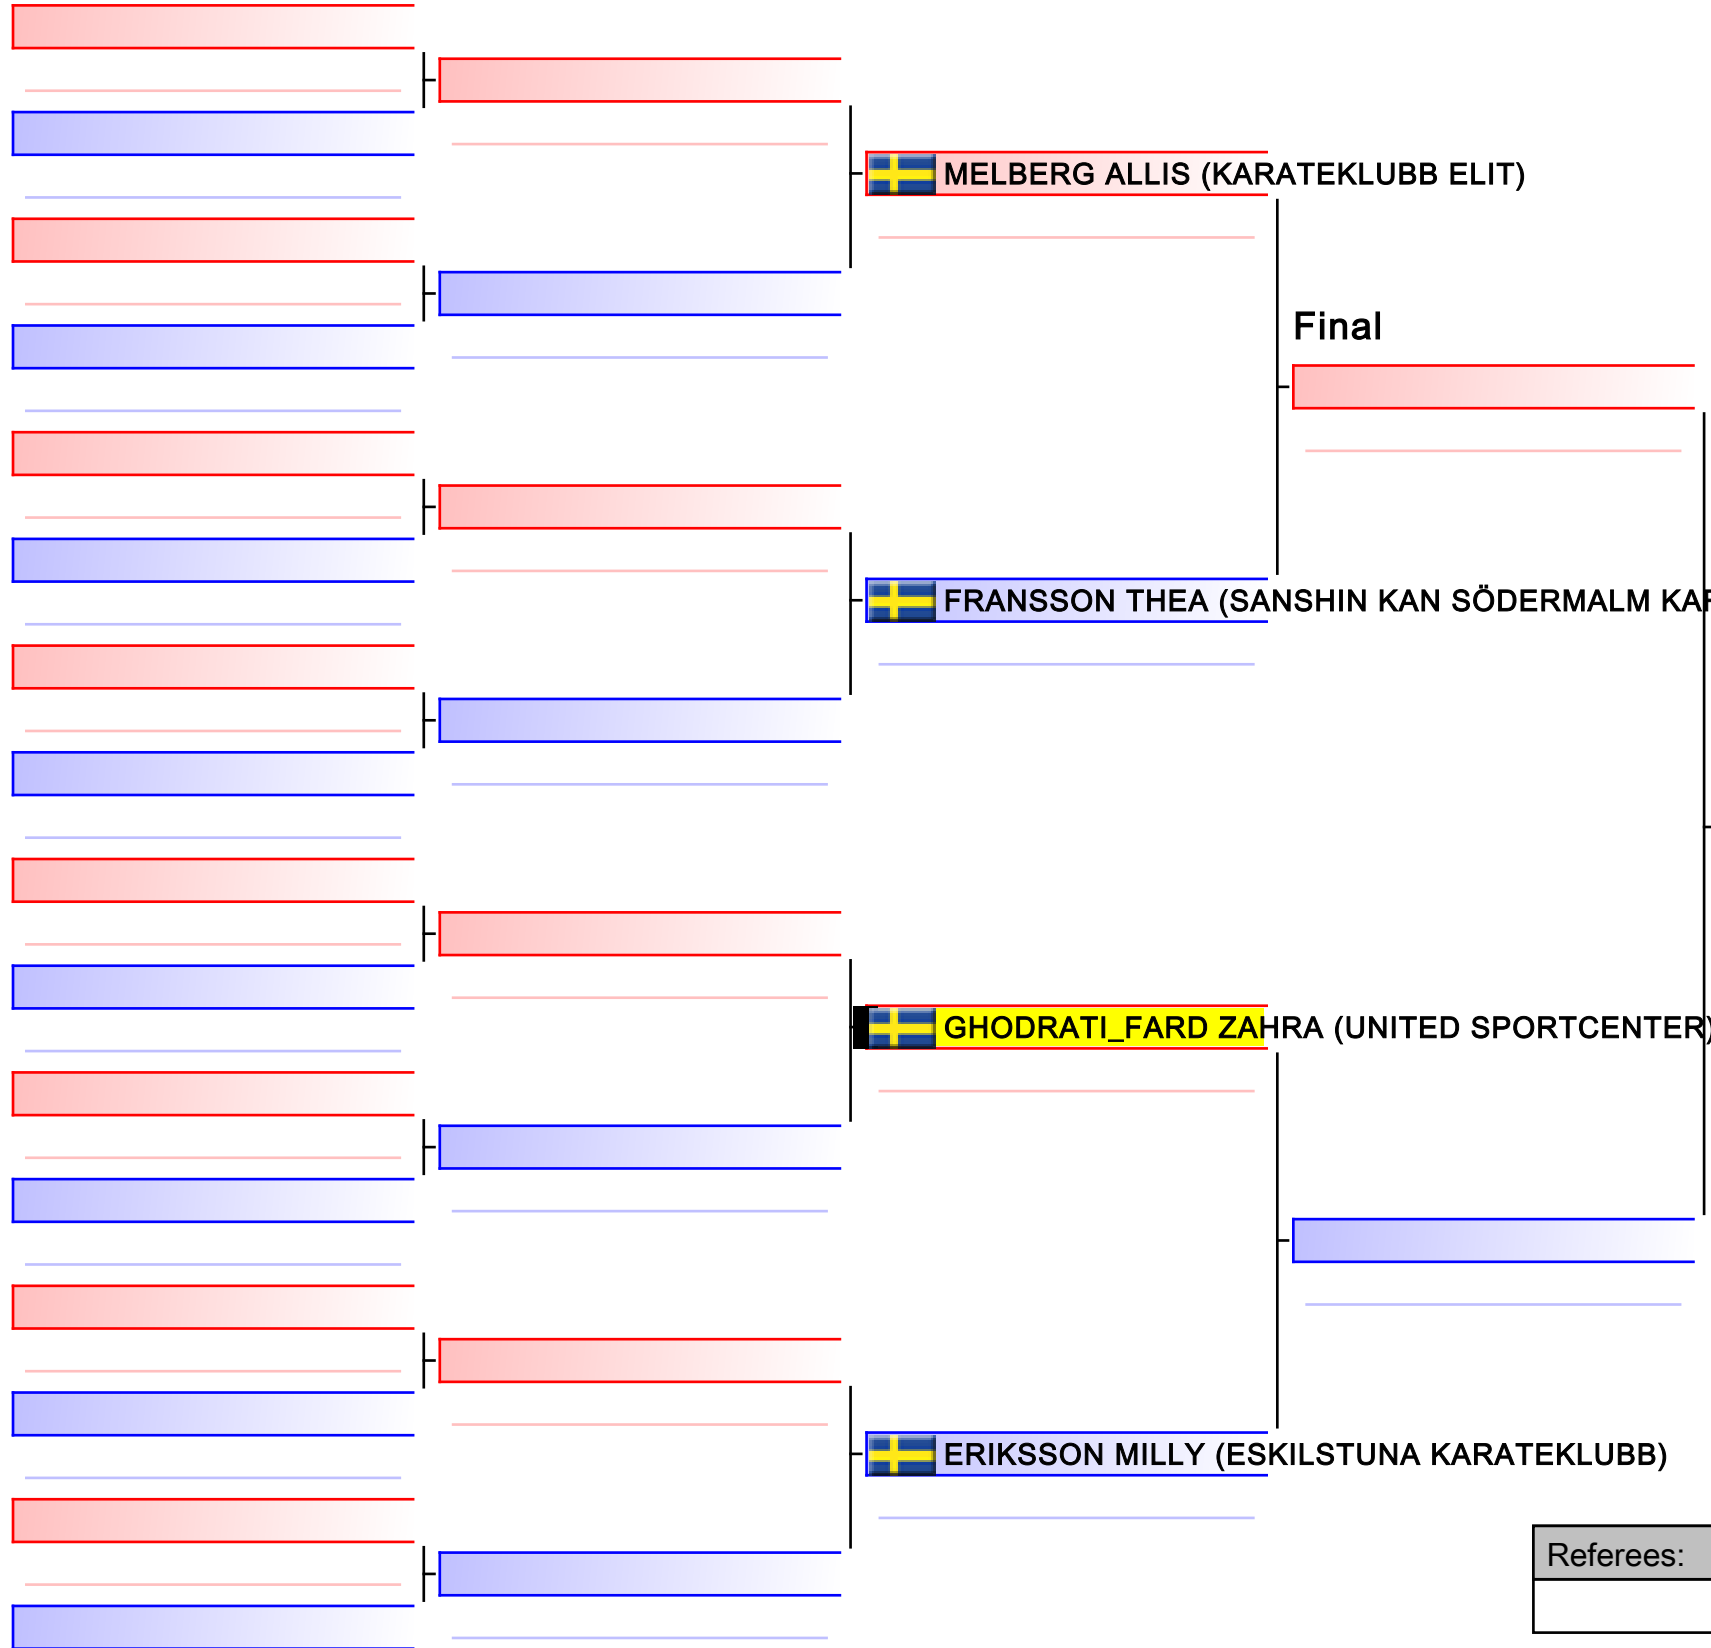 MELBERG ALLIS (KARATEKLUBB ELIT)
Final
FRANSSON THEA (SANSHIN KAN SÖDERMALM
GHODRATI_FARD ZAHRA (UNITED SPORTCENTER)
ERIKSSON MILLY (ESKILSTUNA KARATEKLUBB)
Referees: